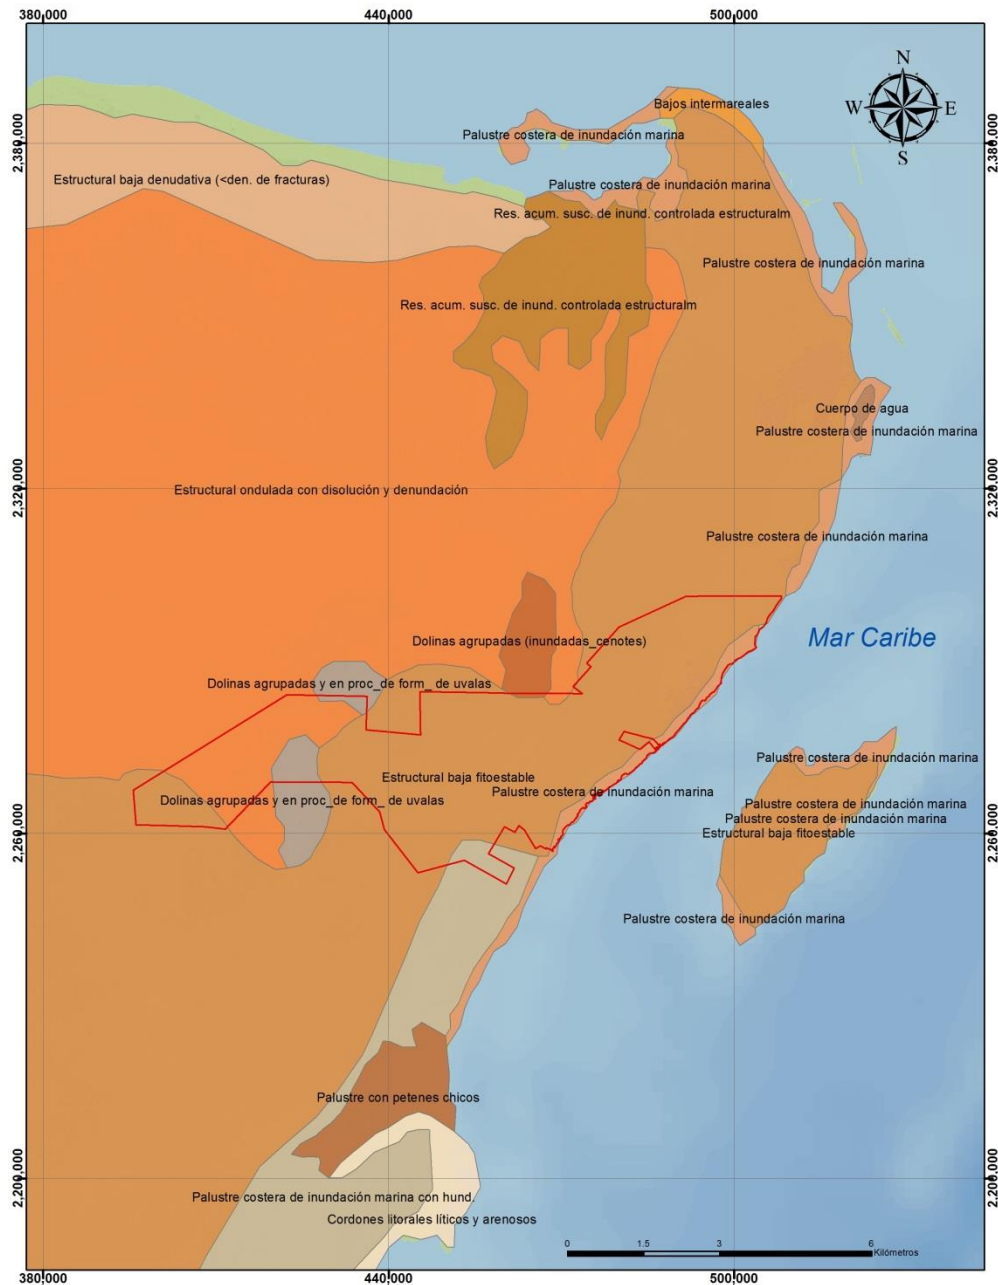 380,000
440,000
500,000
N
W
E
S
2,380,000
2,380,000
Bajos intermareales
Palustre costera de inundación marina
Estructural baja denudativa (<den. de fracturas)
Palustre costera de inundación marina
Res. acum. susc. de inund. controlada estructuralm
Palustre costera de inundación marina
Res. acum. susc. de inund. controlada estructuralm
Cuerpo de agua
Palustre costera de inundación marina
2,320,000
2,320,000
Estructural ondulada con disolución y denundación
Palustre costera de inundación marina
Mar Caribe
Dolinas agrupadas (inundadas_cenotes)
Dolinas agrupadas y en proc_de form_ de uvalas
Palustre costera de inundación marina
Estructural baja fitoestable
Palustre costera de inundación marina
Dolinas agrupadas y en proc_de form_ de uvalas
Palustre costera de inundación marina
Palustre costera de inundación marina
Estructural baja fitoestable
2,260,000
2,260,000
Palustre costera de inundación marina
Palustre con petenes chicos
2,200,000
2,200,000
Palustre costera de inundación marina con hund.
Cordones litorales líticos y arenosos
0
1.5
3
6
Kilómetros
380,000
440,000
500,000